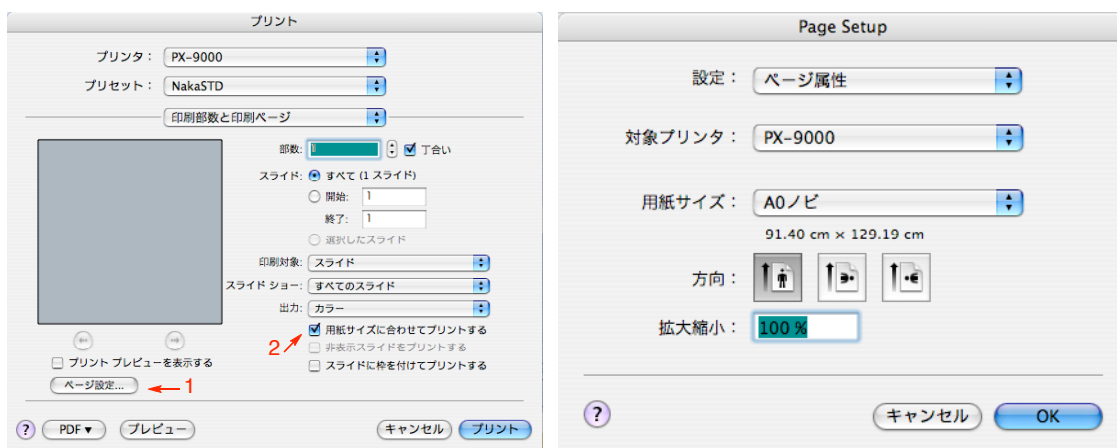 プリント
プリンタ： PX-9000
プリセット： NakaSTD
印刷部数と印刷ページ
部数: 1 丁合い
スライド: すべて (1 スライド)
開始: 1
終了: 1
選択したスライド
印刷対象: スライド
スライド ショー: すべてのスライド
出力: カラー
用紙サイズに合わせてプリントする
2
非表示スライドをプリントする
プリント プレビューを表示する
スライドに枠を付けてプリントする
ページ設定...
1
? PDF▼ プレビュー キャンセル プリント
Page Setup
設定： ページ属性
対象プリンタ： PX-9000
用紙サイズ： A0ノビ
91.40 cm × 129.19 cm
方向：
拡大縮小： 100 %
? キャンセル OK